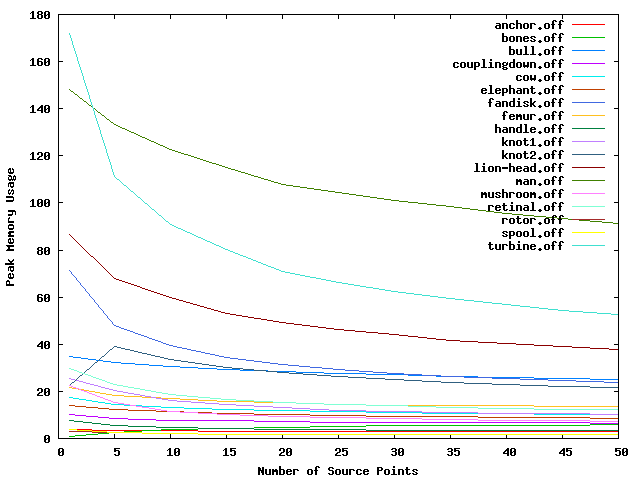 180
160
140
120
100
80
60
40
20
0
Peak Memory Usage
anchor.off
bones.off
bull.off
couplingdown.off
cow.off
elephant.off
fandisk.off
femur.off
handle.off
knot1.off
knot2.off
lion-head.off
man.off
mushroom.off
retinal.off
rotor.off
spool.off
turbine.off
0 5 10 15 20 25 30 35 40 45 50
Number of Source Points